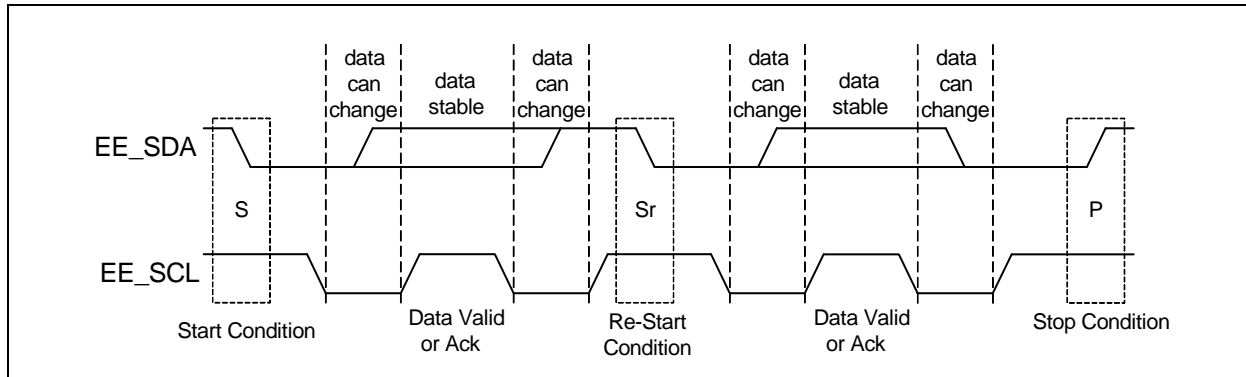 data
can
change
data
stable
data
can
change
data
can
change
data
stable
data
can
change
EE_SDA
S
Sr
P
EE_SCL
Start Condition
Data Valid
or Ack
Re-Start
Condition
Data Valid
or Ack
Stop Condition